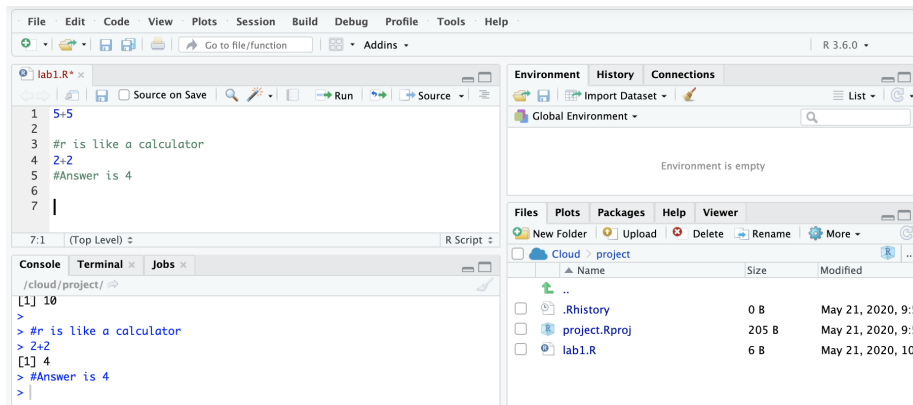 File Edit Code View Plots Session Build Debug Profile Tools Help
Go to file/function Addins R 3.6.0
lab1.R*
Source on Save Run Source
1 5+5
2
3 #r is like a calculator
4 2+2
5 #Answer is 4
6
7
7:1 (Top Level) R Script
Console Terminal Jobs
/cloud/project/
[1] 10
>
> #r is like a calculator
> 2+2
[1] 4
> #Answer is 4
>
Environment History Connections
Import Dataset List
Global Environment
Environment is empty
Files Plots Packages Help Viewer
New Folder Upload Delete Rename More
Cloud > project R ...
Name Size Modified
..
.Rhistory 0 B May 21, 2020, 9:
project.Rproj 205 B May 21, 2020, 9:
lab1.R 6 B May 21, 2020, 10